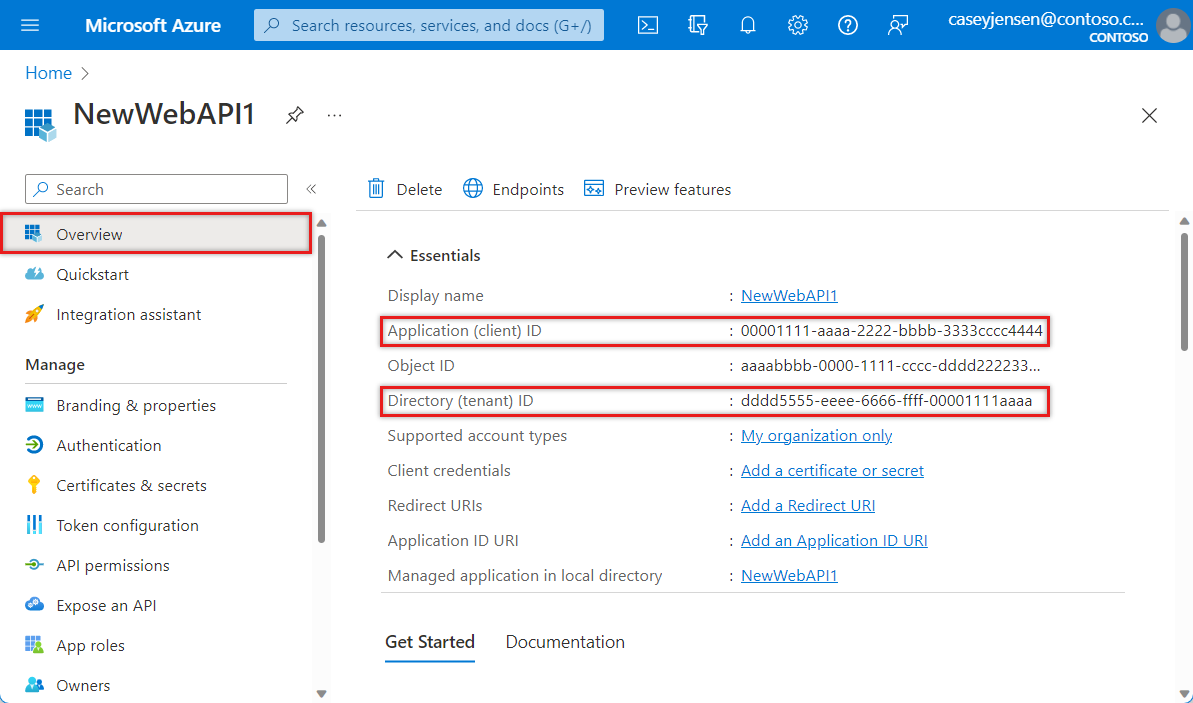 Microsoft Azure
Search resources, services, and docs (G+/)
caseyjensen@contoso.c...
CONTOSO
Home
NewWebAPI1
...
Search
Delete
Endpoints
Preview features
Overview
Quickstart
Integration assistant
Manage
Branding & properties
Authentication
Certificates & secrets
Token configuration
API permissions
Expose an API
App roles
Owners
Essentials
Display name : NewWebAPI1
Application (client) ID : 00001111-aaaa-2222-bbbb-3333cccc4444
Object ID : aaaabbbb-0000-1111-cccc-dddd222233...
Directory (tenant) ID : dddd5555-eeee-6666-ffff-00001111aaaa
Supported account types : My organization only
Client credentials : Add a certificate or secret
Redirect URIs : Add a Redirect URI
Application ID URI : Add an Application ID URI
Managed application in local directory : NewWebAPI1
Get Started
Documentation